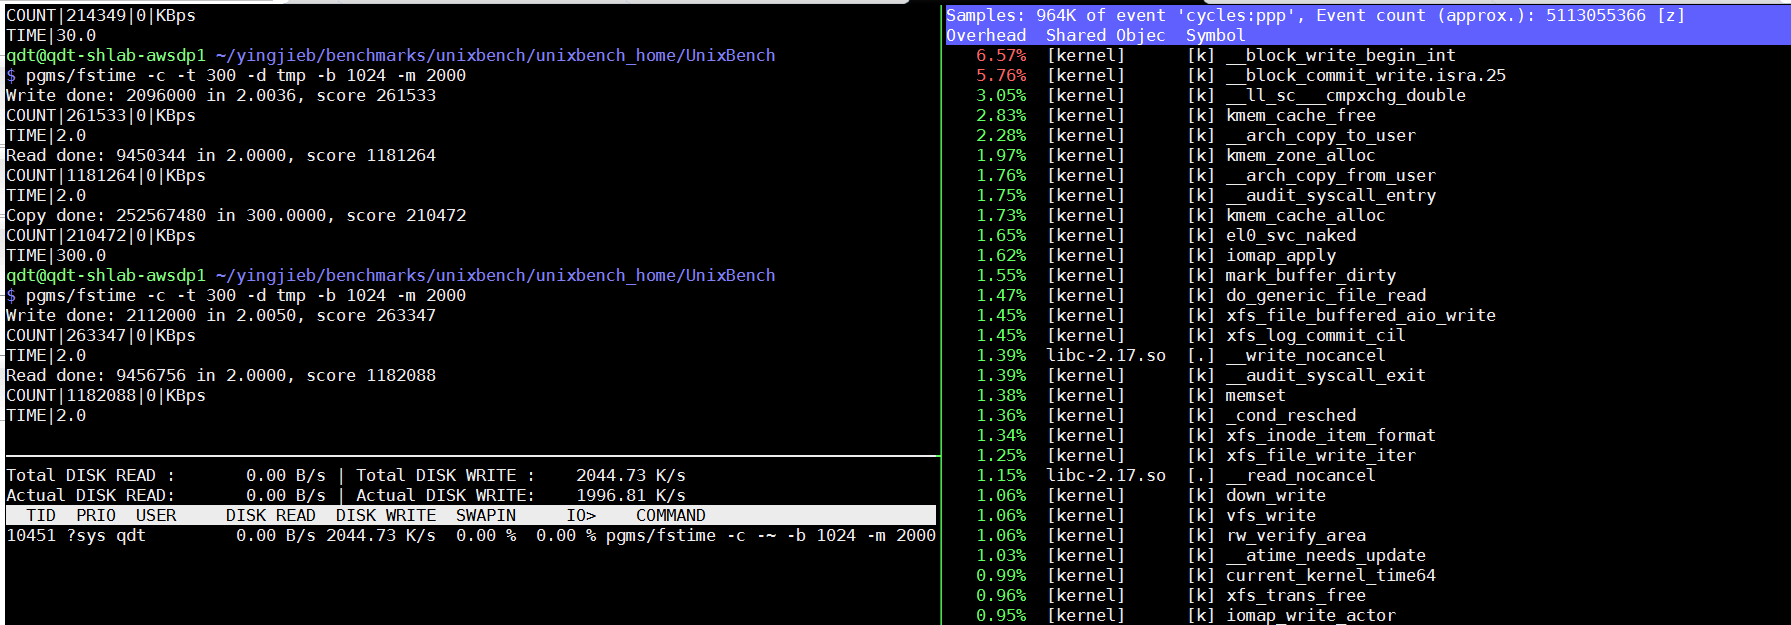 COUNT|214349|0|KBps
TIME|30.0
qdt@qdt-shlab-awsdp1 ~/yingjieb/benchmarks/unixbench/unixbench_home/UnixBench
$ pgms/fstime -c -t 300 -d tmp -b 1024 -m 2000
Write done: 2096000 in 2.0036, score 261533
COUNT|261533|0|KBps
TIME|2.0
Read done: 9450344 in 2.0000, score 1181264
COUNT|1181264|0|KBps
TIME|2.0
Copy done: 252567480 in 300.0000, score 210472
COUNT|210472|0|KBps
TIME|300.0
qdt@qdt-shlab-awsdp1 ~/yingjieb/benchmarks/unixbench/unixbench_home/UnixBench
$ pgms/fstime -c -t 300 -d tmp -b 1024 -m 2000
Write done: 2112000 in 2.0050, score 263347
COUNT|263347|0|KBps
TIME|2.0
Read done: 9456756 in 2.0000, score 1182088
COUNT|1182088|0|KBps
TIME|2.0
Total DISK READ :       0.00 B/s | Total DISK WRITE :    2044.73 K/s
Actual DISK READ:       0.00 B/s | Actual DISK WRITE:    1996.81 K/s
TID  PRIO  USER     DISK READ  DISK WRITE  SWAPIN     IO>    COMMAND
10451 ?sys qdt         0.00 B/s 2044.73 K/s  0.00 %  0.00 % pgms/fstime -c -~ -b 1024 -m 2000
Samples: 964K of event 'cycles:ppp', Event count (approx.): 5113055366 [z]
Overhead  Shared Objec  Symbol
6.57%  [kernel]      [k] __block_write_begin_int
5.76%  [kernel]      [k] __block_commit_write.isra.25
3.05%  [kernel]      [k] __ll_sc___cmpxchg_double
2.83%  [kernel]      [k] kmem_cache_free
2.28%  [kernel]      [k] __arch_copy_to_user
1.97%  [kernel]      [k] kmem_zone_alloc
1.76%  [kernel]      [k] __arch_copy_from_user
1.75%  [kernel]      [k] __audit_syscall_entry
1.73%  [kernel]      [k] kmem_cache_alloc
1.65%  [kernel]      [k] el0_svc_naked
1.62%  [kernel]      [k] iomap_apply
1.55%  [kernel]      [k] mark_buffer_dirty
1.47%  [kernel]      [k] do_generic_file_read
1.45%  [kernel]      [k] xfs_file_buffered_aio_write
1.45%  [kernel]      [k] xfs_log_commit_cil
1.39%  libc-2.17.so  [.] __write_nocancel
1.39%  [kernel]      [k] __audit_syscall_exit
1.38%  [kernel]      [k] memset
1.36%  [kernel]      [k] _cond_resched
1.34%  [kernel]      [k] xfs_inode_item_format
1.25%  [kernel]      [k] xfs_file_write_iter
1.15%  libc-2.17.so  [.] __read_nocancel
1.06%  [kernel]      [k] down_write
1.06%  [kernel]      [k] vfs_write
1.06%  [kernel]      [k] rw_verify_area
1.03%  [kernel]      [k] __atime_needs_update
0.99%  [kernel]      [k] current_kernel_time64
0.96%  [kernel]      [k] xfs_trans_free
0.95%  [kernel]      [k] iomap_write_actor